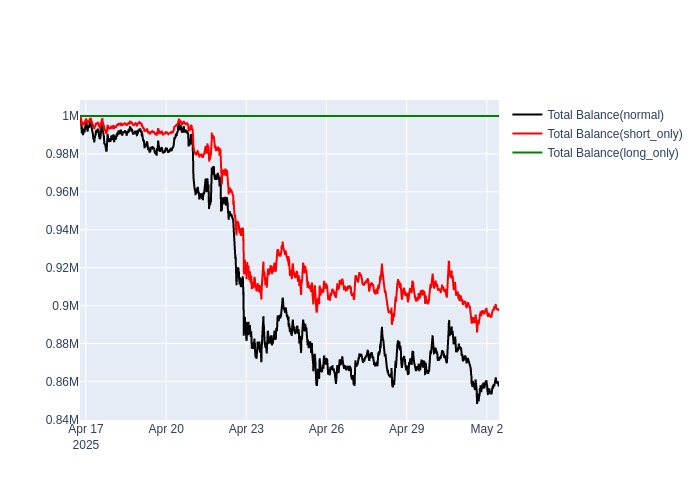 1M
0.98M
0.96M
0.94M
0.92M
0.9M
0.88M
0.86M
0.84M
Apr 17
2025
Apr 20
Apr 23
Apr 26
Apr 29
May 2
Total Balance(normal)
Total Balance(short_only)
Total Balance(long_only)